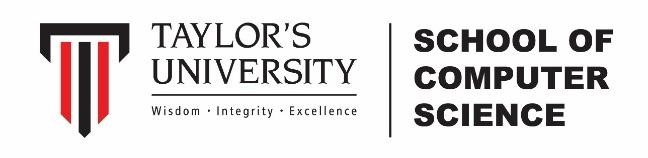 TAYLOR'S
UNIVERSITY
Wisdom · Integrity · Excellence
SCHOOL OF
COMPUTER
SCIENCE